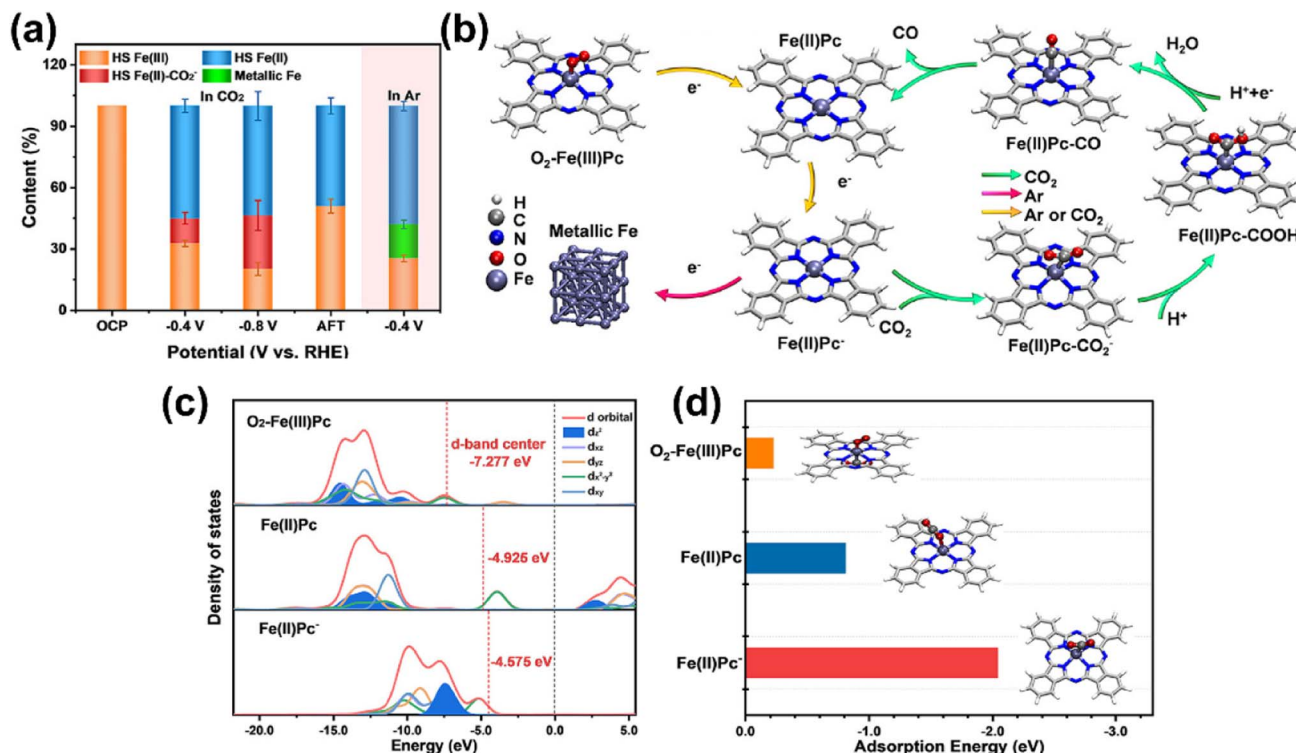 (a)
HS Fe(III) HS Fe(II)
HS Fe(II)-CO₂⁻ Metallic Fe
In CO₂ In Ar
120
90
60
30
0
Content (%)
OCP -0.4 V -0.8 V AFT -0.4 V
Potential (V vs. RHE)
(b)
O₂-Fe(III)Pc
e⁻
Fe(II)Pc
CO
Fe(II)Pc-CO
H₂O
H⁺+e⁻
Fe(II)Pc-COOH
H⁺
Fe(II)Pc-CO₂⁻
CO₂
Fe(II)Pc⁻
e⁻
e⁻
Metallic Fe
H
C
N
O
Fe
CO₂
Ar
Ar or CO₂
(c)
Density of states
O₂-Fe(III)Pc
d-band center
-7.277 eV
d orbital
dz²
dxz
dyz
dx²-y²
dxy
Fe(II)Pc
-4.925 eV
Fe(II)Pc⁻
-4.575 eV
-20.0 -15.0 -10.0 -5.0 0.0 5.0
Energy (eV)
(d)
O₂-Fe(III)Pc
Fe(II)Pc
Fe(II)Pc⁻
0.0 -1.0 -2.0 -3.0
Adsorption Energy (eV)